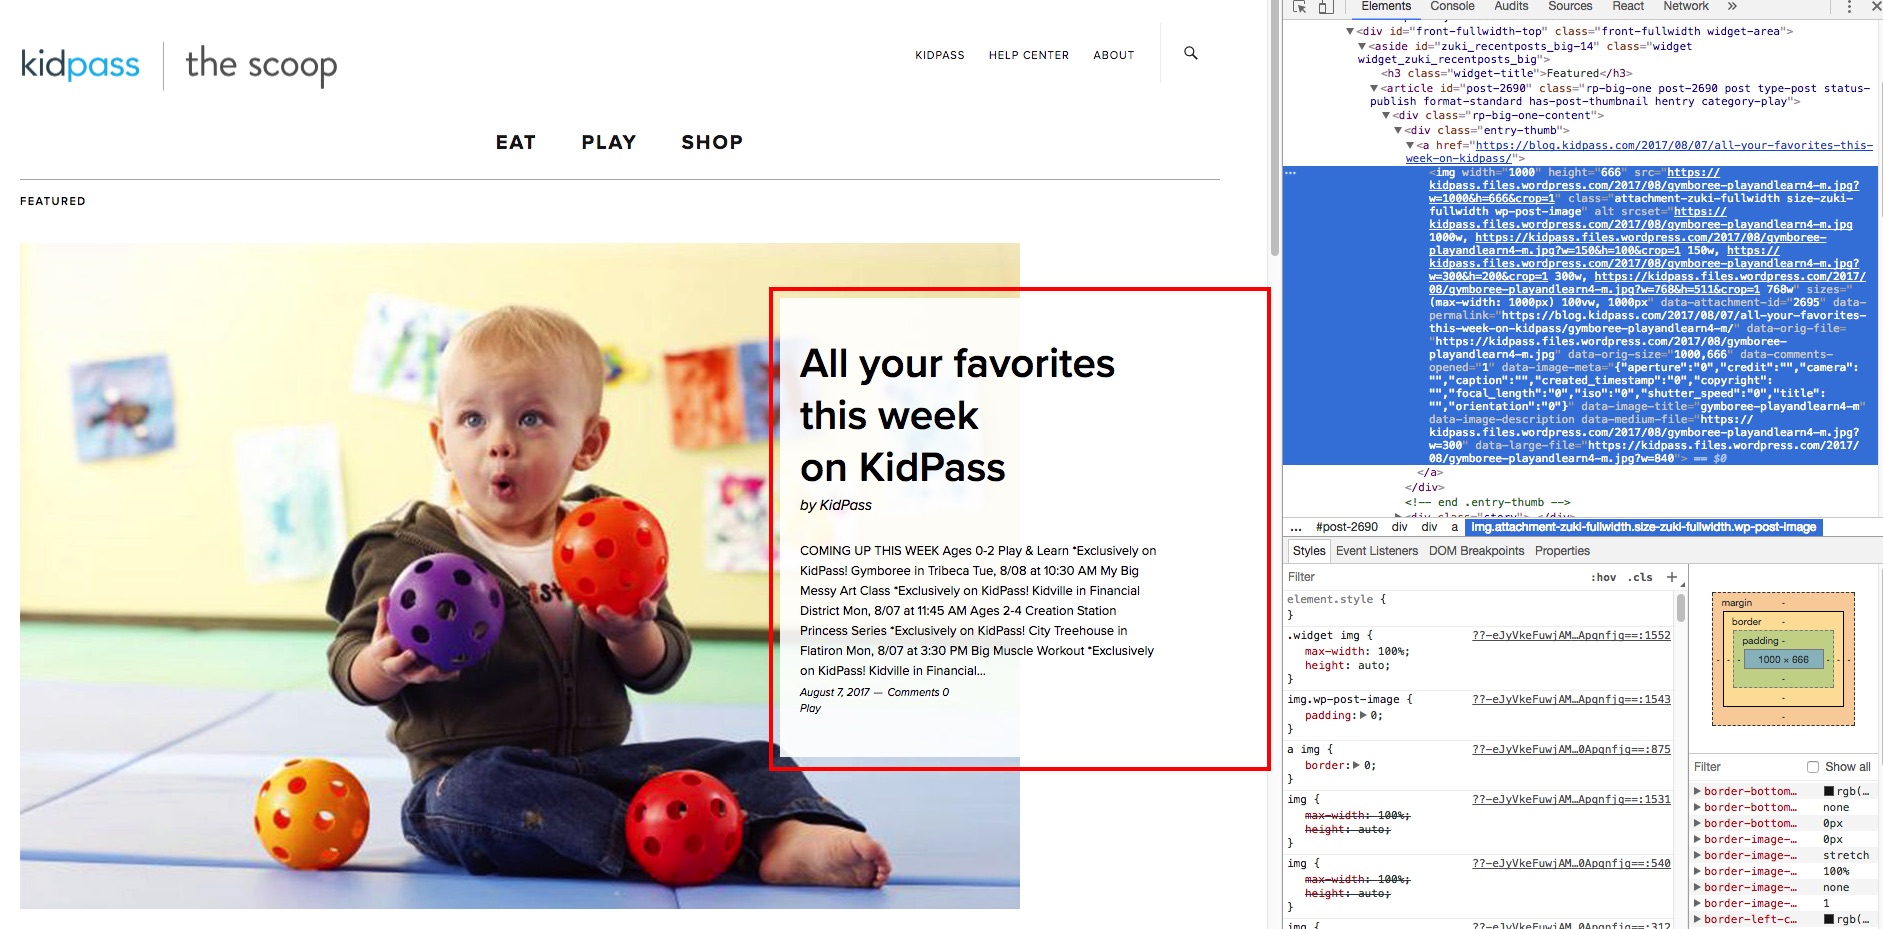 kidpass | the scoop
KIDPASS HELP CENTER ABOUT
EAT PLAY SHOP
FEATURED
All your favorites
this week
on KidPass
by KidPass
COMING UP THIS WEEK Ages 0-2 Play & Learn *Exclusively on
KidPass! Gymboree in Tribeca Tue, 8/08 at 10:30 AM My Big
Messy Art Class *Exclusively on KidPass! Kidville in Financial
District Mon, 8/07 at 11:45 AM Ages 2-4 Creation Station
Princess Series *Exclusively on KidPass! City Treehouse in
Flatiron Mon, 8/07 at 3:30 PM Big Muscle Workout *Exclusively
on KidPass! Kidville in Financial...
August 7, 2017 — Comments 0
Play
Elements Console Audits Sources React Network »
▼<div id="front-fullwidth-top" class="front-fullwidth widget-area">
▼<aside id="zuki_recentposts_big-14" class="widget
widget_zuki_recentposts_big">
<h3 class="widget-title">Featured</h3>
▼<article id="post-2690" class="rp-big-one post-2690 post type-post status-
publish format-standard has-post-thumbnail hentry category-play">
▼<div class="rp-big-one-content">
▼<div class="entry-thumb">
▼<a href="https://blog.kidpass.com/2017/08/07/all-your-favorites-this-
week-on-kidpass/">
<img width="1000" height="666" src="https://
kidpass.files.wordpress.com/2017/08/gymboree-playandlearn4-m.jpg?
w=1000&h=666&crop=1" class="attachment-zuki-fullwidth size-zuki-
fullwidth wp-post-image" alt srcset="https://
kidpass.files.wordpress.com/2017/08/gymboree-playandlearn4-m.jpg
1000w, https://kidpass.files.wordpress.com/2017/08/gymboree-
playandlearn4-m.jpg?w=150&h=100&crop=1 150w, https://
kidpass.files.wordpress.com/2017/08/gymboree-playandlearn4-m.jpg?
w=300&h=200&crop=1 300w, https://kidpass.files.wordpress.com/2017/
08/gymboree-playandlearn4-m.jpg?w=768&h=511&crop=1 768w" sizes="
(max-width: 1000px) 100vw, 1000px" data-attachment-id="2695" data-
permalink="https://blog.kidpass.com/2017/08/07/all-your-favorites-
this-week-on-kidpass/gymboree-playandlearn4-m/" data-orig-file=
"https://kidpass.files.wordpress.com/2017/08/gymboree-
playandlearn4-m.jpg" data-orig-size="1000,666" data-comments-
opened="1" data-image-meta="{"aperture":"0","credit":"","camera":
"","caption":"","created_timestamp":"0","copyright":
"","focal_length":"0","iso":"0","shutter_speed":"0","title":
"","orientation":"0"}" data-image-title="gymboree-playandlearn4-m"
data-image-description data-medium-file="https://
kidpass.files.wordpress.com/2017/08/gymboree-playandlearn4-m.jpg?
w=300" data-large-file="https://kidpass.files.wordpress.com/2017/
08/gymboree-playandlearn4-m.jpg?w=840"> == $0
</a>
</div>
<!-- end .entry-thumb -->
... #post-2690 div div a img.attachment-zuki-fullwidth.size-zuki-fullwidth.wp-post-image
Styles Event Listeners DOM Breakpoints Properties
Filter :hov .cls +
element.style {
}
.widget img { ??-eJyVkeFuwjAM…Apqnfjg==:1552
max-width: 100%;
height: auto;
}
img.wp-post-image { ??-eJyVkeFuwjAM…Apqnfjg==:1543
padding:▶0;
}
a img { ??-eJyVkeFuwjAM…0Apqnfjg==:875
border:▶0;
}
img { ??-eJyVkeFuwjAM…Apqnfjg==:1531
max-width: 100%;
height: auto;
}
img { ??-eJyVkeFuwjAM…0Apqnfjg==:540
max-width: 100%;
height: auto;
}
margin -
border -
padding -
1000 × 666
Filter Show all
border-bottom… rgb(…
border-bottom… none
border-bottom… 0px
border-image-… 0px
border-image-… stretch
border-image-… 100%
border-image-… none
border-image-… 1
border-left-c… rgb(…